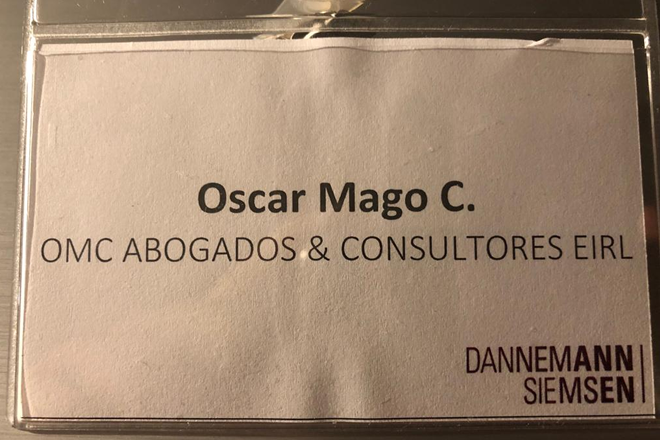 Oscar Mago C.
OMC ABOGADOS & CONSULTORES EIRL
DANNEMANN
SIEMSEN